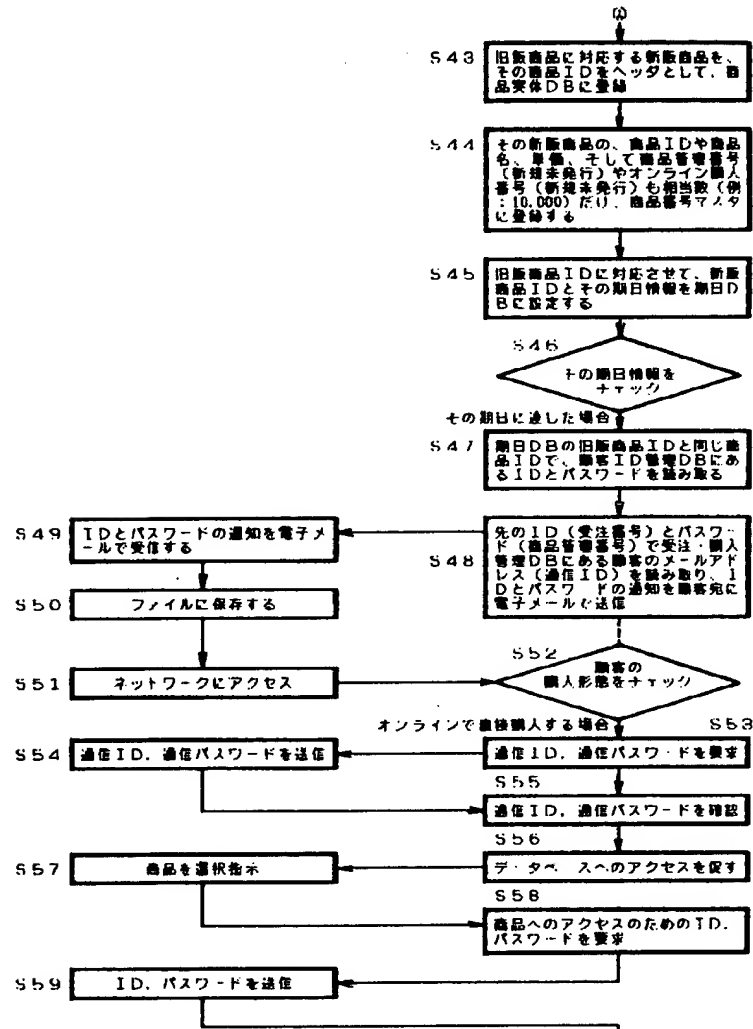 S43
旧版商品に対応する新版商品を、
その商品IDをヘッダとして、商
品実体DBに登録
S44
その新版商品の、商品IDや商品
名、単価、そして商品管理番号
(新規未発行)やオンライン購入
番号(新規未発行)も相当数(例
:10,000)だけ、商品番号マスタ
に登録する
S45
旧版商品IDに対応させて、新版
商品IDとその期日情報を期日D
Bに設定する
S46
その期日情報を
チェック
その期日に達した場合
S47
期日DBの旧版商品IDと同じ商
品IDで、顧客ID管理DBにあ
るIDとパスワードを読み取る
S48
先のID(受注番号)とパスワー
ド(商品管理番号)で受注・購入
管理DBにある顧客のメールアド
レス(通信ID)を読み取り、I
Dとパスワードの通知を顧客宛に
電子メールで送信
S49
IDとパスワードの通知を電子メ
ールで受信する
S50
ファイルに保存する
S51
ネットワークにアクセス
S52
顧客の
購入形態をチェック
オンラインで直接購入する場合
S53
通信ID、通信パスワードを要求
S54
通信ID、通信パスワードを送信
S55
通信ID、通信パスワードを確認
S56
データベースへのアクセスを促す
S57
商品を選択指示
S58
商品へのアクセスのためのID、
パスワードを要求
S59
ID、パスワードを送信